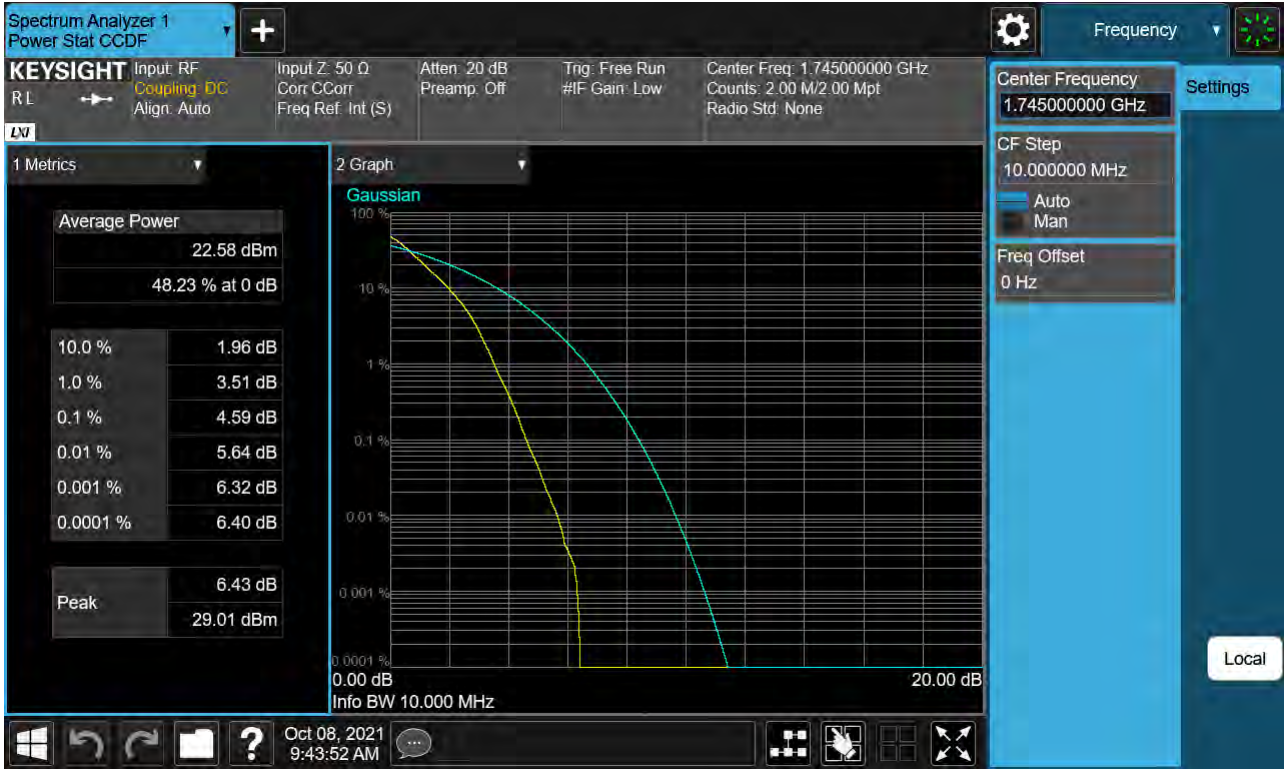 Spectrum Analyzer 1
Power Stat CCDF
+
Frequency
KEYSIGHT
RL
LXI
Input: RF
Coupling: DC
Align: Auto
Input Z: 50 Ω
Corr CCorr
Freq Ref: Int (S)
Atten: 20 dB
Preamp: Off
Trig: Free Run
#IF Gain: Low
Center Freq: 1.745000000 GHz
Counts: 2.00 M/2.00 Mpt
Radio Std: None
Center Frequency
1.745000000 GHz
Settings
CF Step
10.000000 MHz
Auto
Man
Freq Offset
0 Hz
1 Metrics
Average Power
22.58 dBm
48.23 % at 0 dB
10.0 % 1.96 dB
1.0 % 3.51 dB
0.1 % 4.59 dB
0.01 % 5.64 dB
0.001 % 6.32 dB
0.0001 % 6.40 dB
Peak
6.43 dB
29.01 dBm
2 Graph
Gaussian
100 %
10 %
1 %
0.1 %
0.01 %
0.001 %
0.0001 %
0.00 dB
20.00 dB
Info BW 10.000 MHz
Local
?
Oct 08, 2021
9:43:52 AM